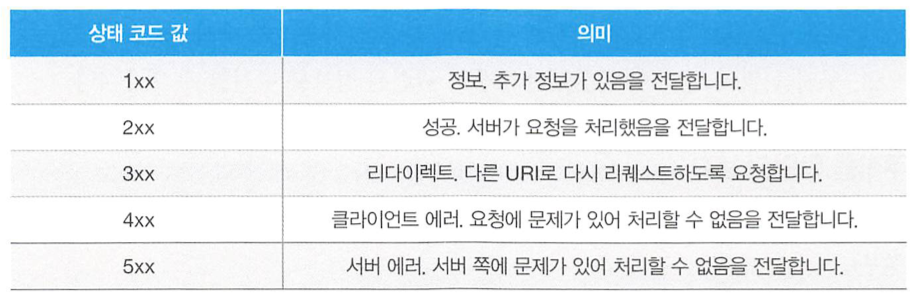 상태 코드 값 의미
1xx 정보. 추가 정보가 있음을 전달합니다.
2xx 성공. 서버가 요청을 처리했음을 전달합니다.
3xx 리다이렉트. 다른 URI로 다시 리퀘스트하도록 요청합니다.
4xx 클라이언트 에러. 요청에 문제가 있어 처리할 수 없음을 전달합니다.
5xx 서버 에러. 서버 쪽에 문제가 있어 처리할 수 없음을 전달합니다.